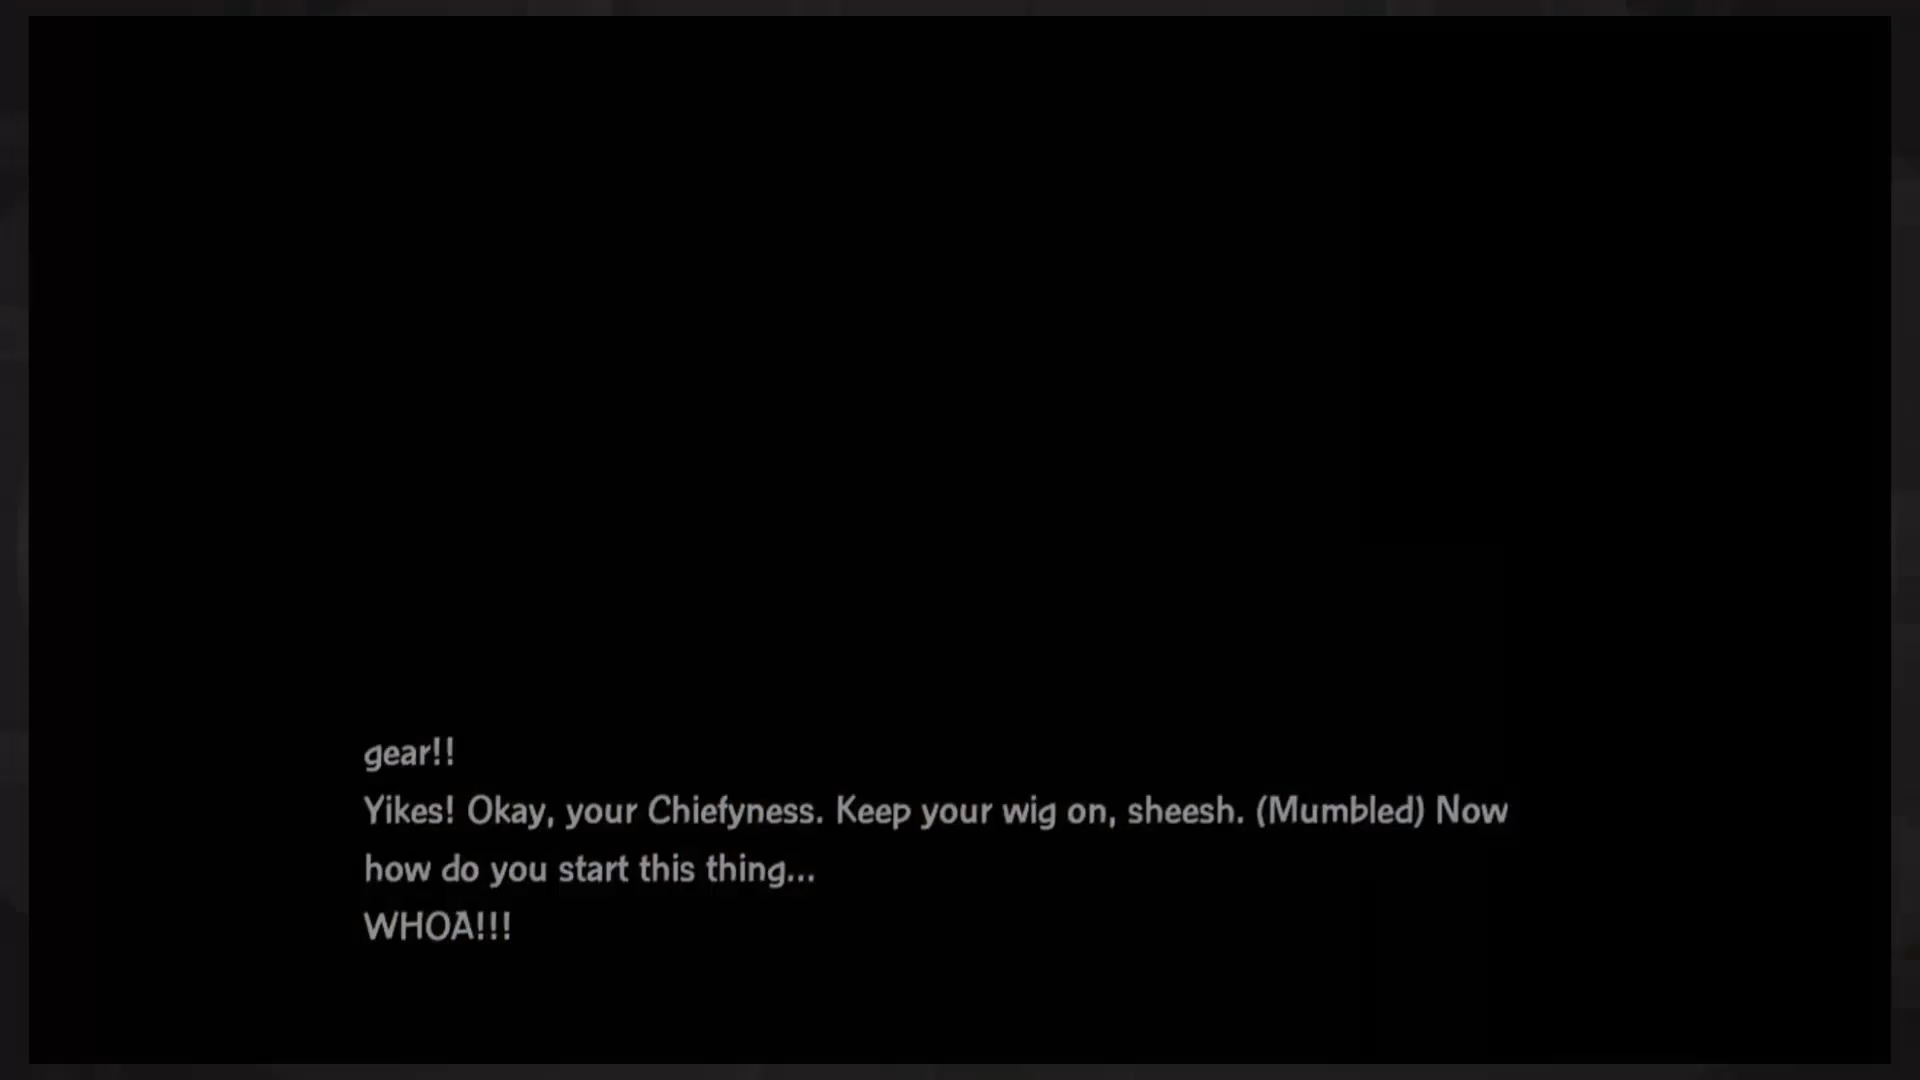 gear!!
Yikes! Okay, your Chiefyness. Keep your wig on, sheesh. (Mumbled) Now
how do you start this thing...
WHOA!!!